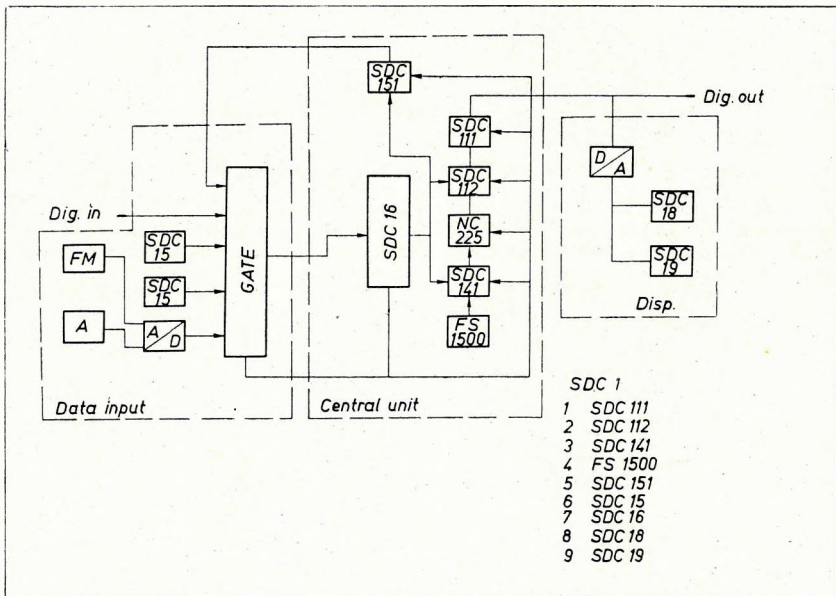 SDC
151
Dig. out
SDC
111
D
A
SDC
112
SDC
18
Dig. in
SDC
15
GATE
SDC 16
NC
225
FM
SDC
15
SDC
141
SDC
19
A
A
D
FS
1500
Disp.
Data input
Central unit
SDC 1
1 SDC 111
2 SDC 112
3 SDC 141
4 FS 1500
5 SDC 151
6 SDC 15
7 SDC 16
8 SDC 18
9 SDC 19